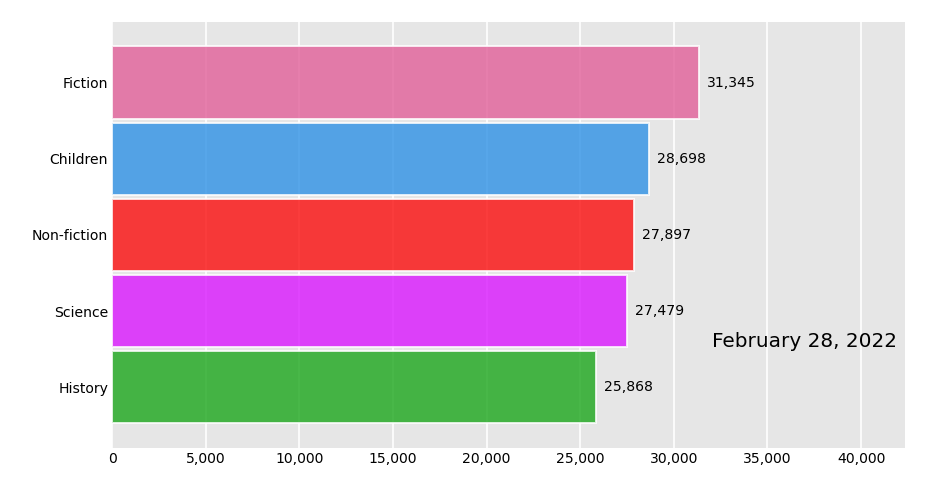 Fiction 31,345
Children 28,698
Non-fiction 27,897
Science 27,479
February 28, 2022
History 25,868
0 5,000 10,000 15,000 20,000 25,000 30,000 35,000 40,000